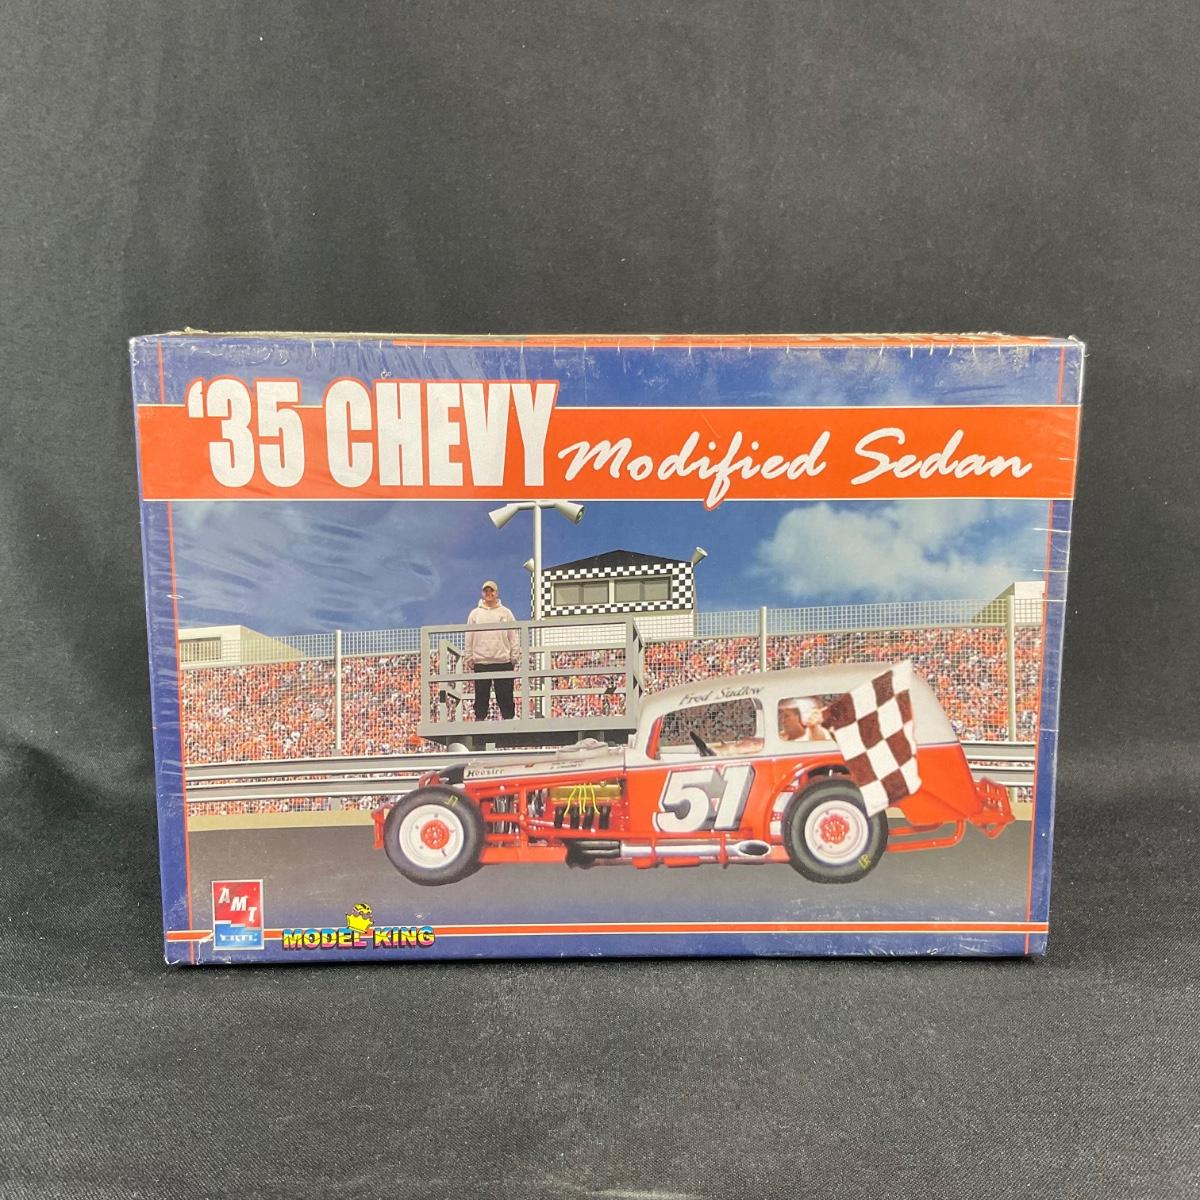 '35 CHEVY Modified Sedan
Fred Sudlow
Hoosier
51
AMT
ERTL
MODEL KING